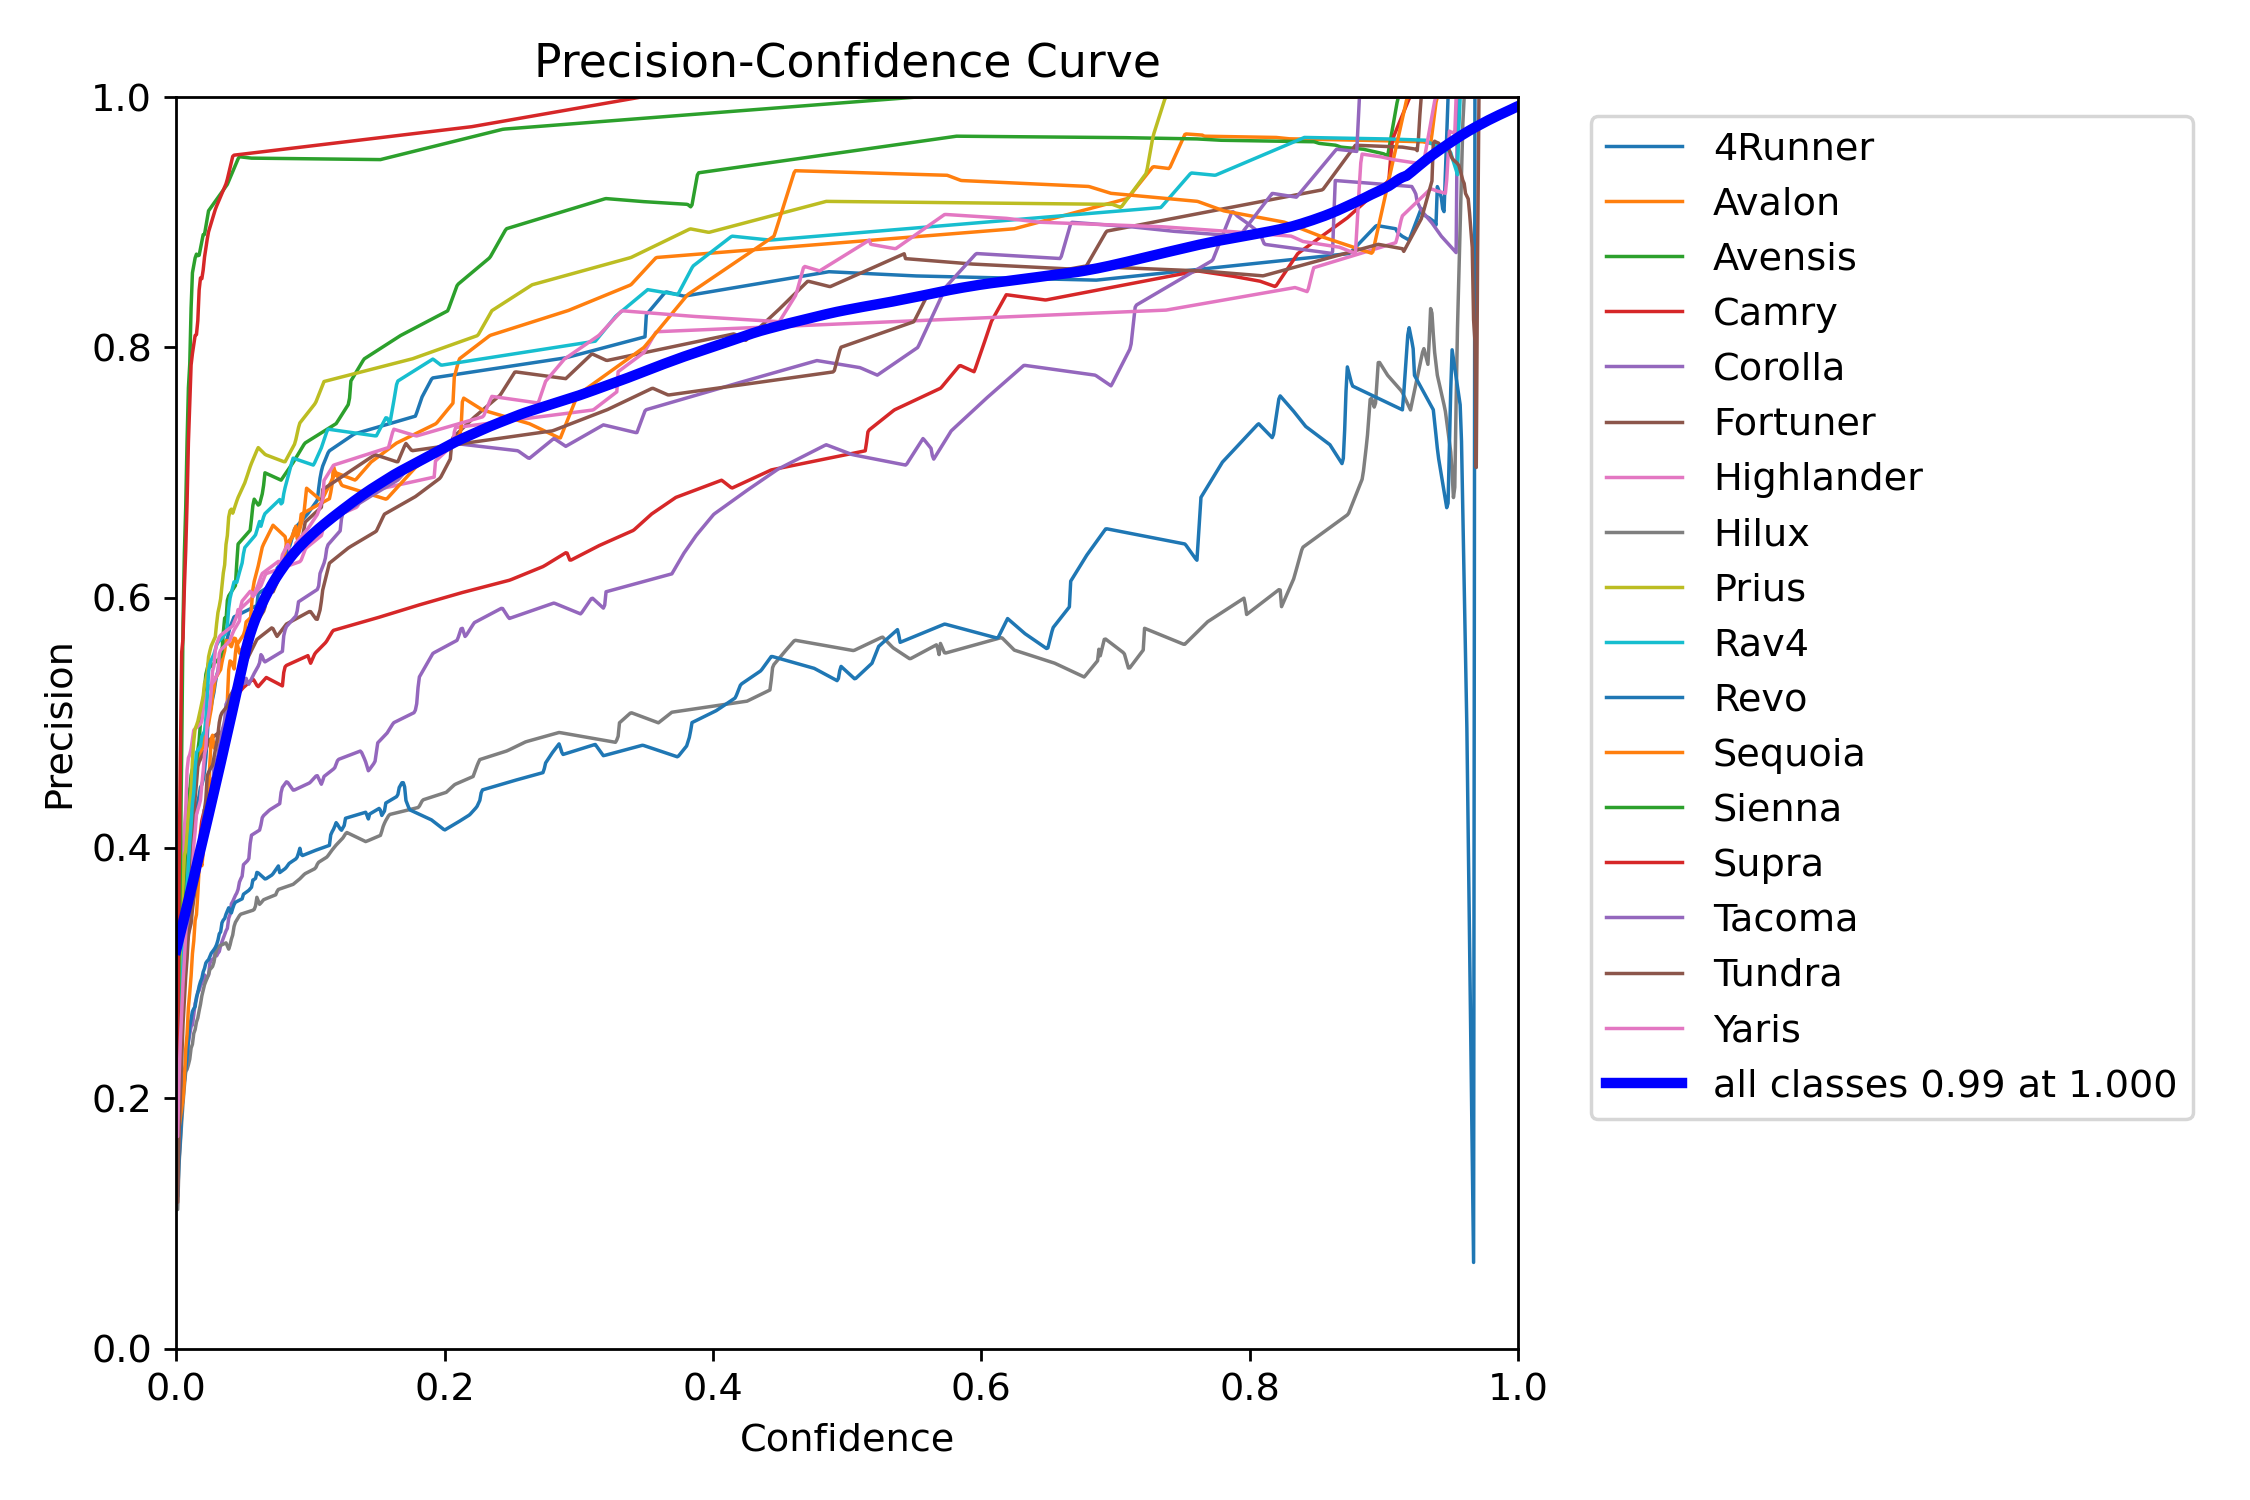 Precision-Confidence Curve
1.0
0.8
0.6
0.4
0.2
0.0
Precision
0.0 0.2 0.4 0.6 0.8 1.0
Confidence
4Runner
Avalon
Avensis
Camry
Corolla
Fortuner
Highlander
Hilux
Prius
Rav4
Revo
Sequoia
Sienna
Supra
Tacoma
Tundra
Yaris
all classes 0.99 at 1.000